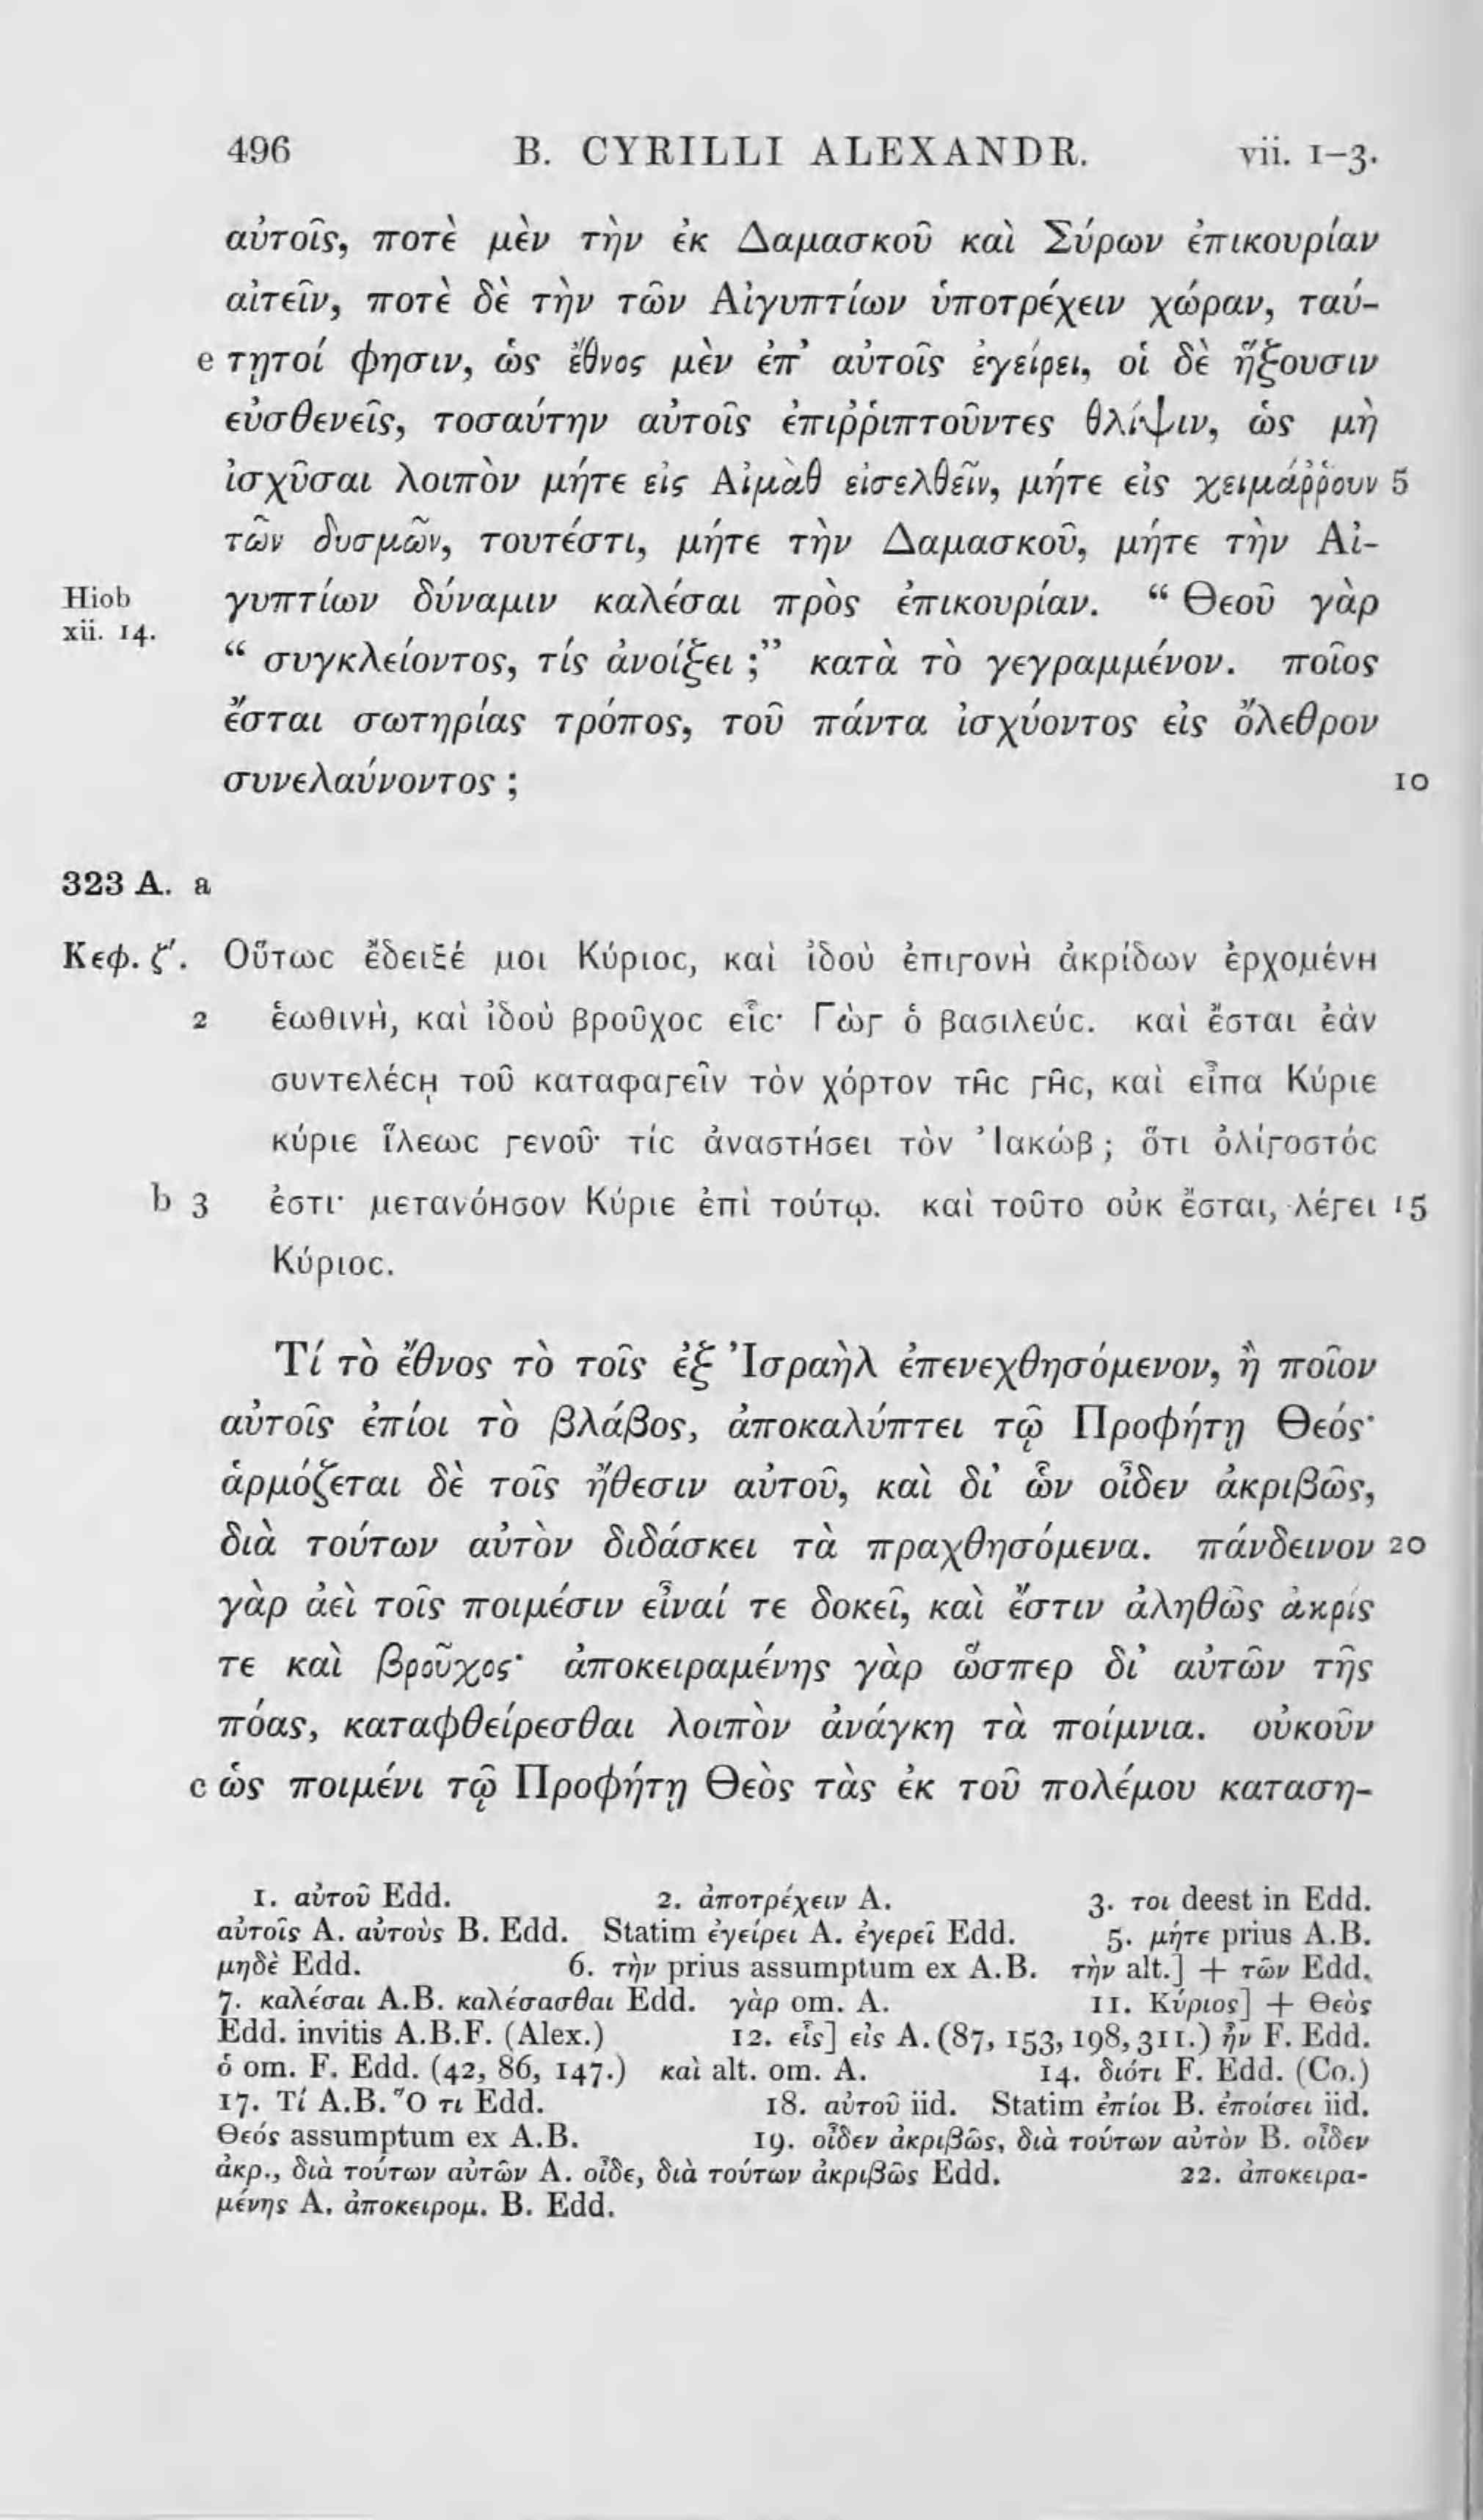 496 B. CYRILLI ALEXANDR. vii. 1–3.
αὐτοῖς, ποτὲ μὲν τὴν ἐκ Δαμασκοῦ καὶ Σύρων ἐπικουρίαν
αἰτεῖν, ποτὲ δὲ τὴν τῶν Αἰγυπτίων ὑποτρέχειν χώραν, ταύ-
e τῃτοί φησιν, ὡς ἔθνος μὲν ἐπ’ αὐτοῖς ἐγείρει, οἱ δὲ ἥξουσιν
εὐσθενεῖς, τοσαύτην αὐτοῖς ἐπιῤῥιπτοῦντες θλίψιν, ὡς μὴ
ἰσχῦσαι λοιπὸν μήτε εἰς Αἰμὰθ εἰσελθεῖν, μήτε εἰς χειμάῤῥουν 5
τῶν δυσμῶν, τουτέστι, μήτε τὴν Δαμασκοῦ, μήτε τὴν Αἰ-
Hiob xii. 14. γυπτίων δύναμιν καλέσαι πρὸς ἐπικουρίαν. “ Θεοῦ γὰρ
“ συγκλείοντος, τίς ἀνοίξει ;” κατὰ τὸ γεγραμμένον. ποῖος
ἔσται σωτηρίας τρόπος, τοῦ πάντα ἰσχύοντος εἰς ὄλεθρον
συνελαύνοντος ; 10
323 A. a
Κεφ. ζ′. Οὕτως ἔδειξέ μοι Κύριος, καὶ ἰδοὺ ἐπιγονὴ ἀκρίδων ἐρχομένη
2 ἑωθινὴ, καὶ ἰδοὺ βροῦχος εἷς· Γὼγ ὁ βασιλεύς. καὶ ἔσται ἐὰν
συντελέσῃ τοῦ καταφαγεῖν τὸν χόρτον τῆς γῆς, καὶ εἶπα Κύριε
κύριε ἵλεως γενοῦ· τίς ἀναστήσει τὸν Ἰακώβ ; ὅτι ὀλίγοστός
b 3 ἐστι· μετανόησον Κύριε ἐπὶ τούτῳ. καὶ τοῦτο οὐκ ἔσται, λέγει 15
Κύριος.
Τί τὸ ἔθνος τὸ τοῖς ἐξ Ἰσραὴλ ἐπενεχθησόμενον, ἢ ποῖον
αὐτοῖς ἐπίοι τὸ βλάβος, ἀποκαλύπτει τῷ Προφήτῃ Θεός·
ἁρμόζεται δὲ τοῖς ἤθεσιν αὐτοῦ, καὶ δι’ ὧν οἶδεν ἀκριβῶς,
διὰ τούτων αὐτὸν διδάσκει τὰ πραχθησόμενα. πάνδεινον 20
γὰρ ἀεὶ τοῖς ποιμέσιν εἶναί τε δοκεῖ, καὶ ἔστιν ἀληθῶς ἀκρίς
τε καὶ βροῦχος· ἀποκειραμένης γὰρ ὥσπερ δι’ αὐτῶν τῆς
πόας, καταφθείρεσθαι λοιπὸν ἀνάγκη τὰ ποίμνια. οὐκοῦν
c ὡς ποιμένι τῷ Προφήτῃ Θεὸς τὰς ἐκ τοῦ πολέμου καταση-
1. αὐτοῦ Edd. 2. ἀποτρέχειν A. 3. τοι deest in Edd.
αὐτοῖς A. αὐτοὺς B. Edd. Statim ἐγείρει A. ἐγερεῖ Edd. 5. μήτε prius A.B.
μηδὲ Edd. 6. τὴν prius assumptum ex A.B. τὴν alt.] + τῶν Edd.
7. καλέσαι A.B. καλέσασθαι Edd. γὰρ om. A. 11. Κύριος] + Θεὸς
Edd. invitis A.B.F. (Alex.) 12. εἷς] εἰς A. (87, 153, 198, 311.) ἦν F. Edd.
ὁ om. F. Edd. (42, 86, 147.) καὶ alt. om. A. 14. διότι F. Edd. (Co.)
17. Τί A.B. Ὅ τι Edd. 18. αὐτοῦ iid. Statim ἐπίοι B. ἐποίσει iid.
Θεός assumptum ex A.B. 19. οἶδεν ἀκριβῶς, διὰ τούτων αὐτὸν B. οἶδεν
ἀκρ., διὰ τούτων αὐτῶν A. οἶδε, διὰ τούτων ἀκριβῶς Edd. 22. ἀποκειρα-
μένης A. ἀποκειρομ. B. Edd.